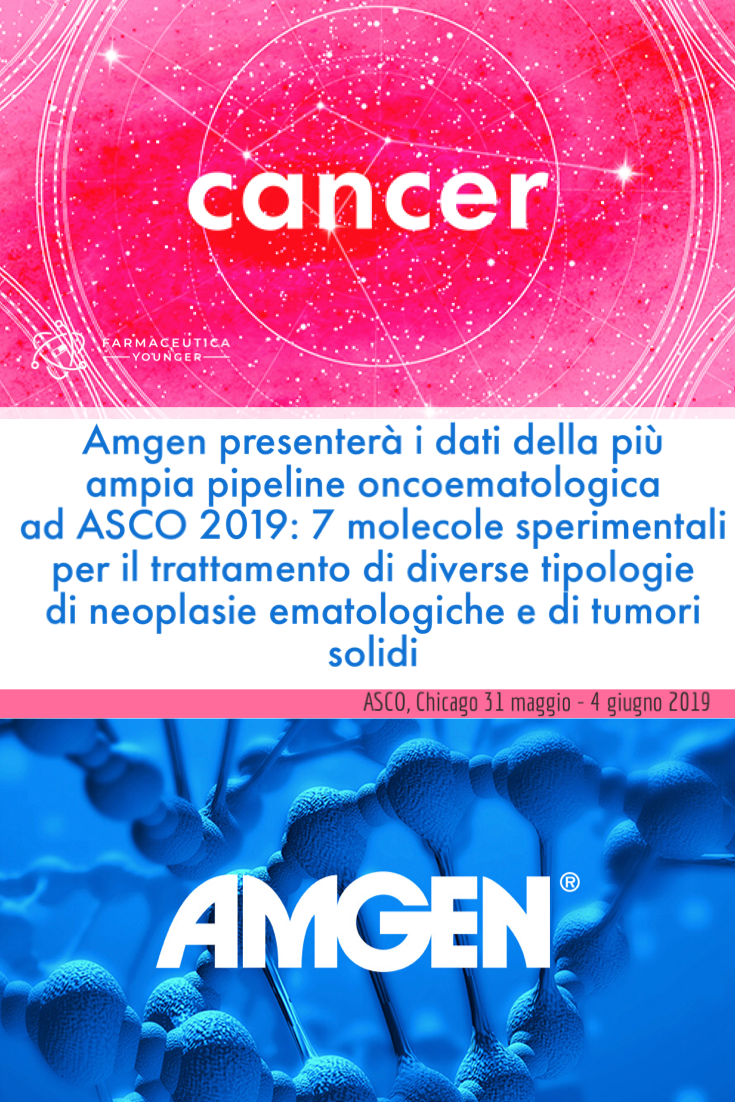 cancer
FARMACEUTICA
YOUNGER
Amgen presenterà i dati della più
ampia pipeline oncoematologica
ad ASCO 2019: 7 molecole sperimentali
per il trattamento di diverse tipologie
di neoplasie ematologiche e di tumori
solidi
ASCO, Chicago 31 maggio - 4 giugno 2019
AMGEN®